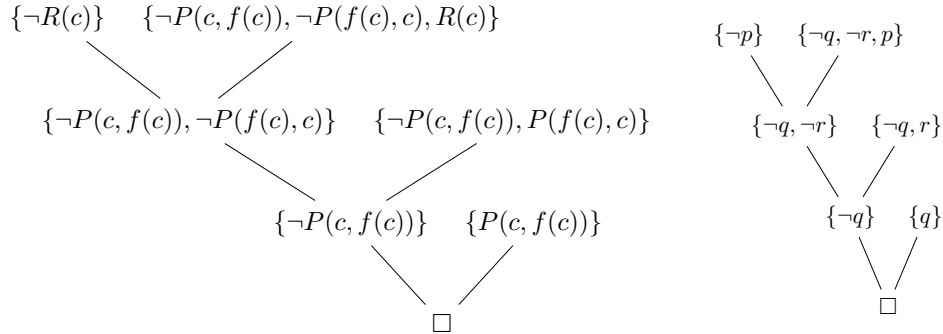 {¬R(c)} {¬P(c, f(c)), ¬P(f(c), c), R(c)}
{¬P(c, f(c)), ¬P(f(c), c)} {¬P(c, f(c)), P(f(c), c)}
{¬P(c, f(c))} {P(c, f(c))}
□
{¬p} {¬q, ¬r, p}
{¬q, ¬r} {¬q, r}
{¬q} {q}
□